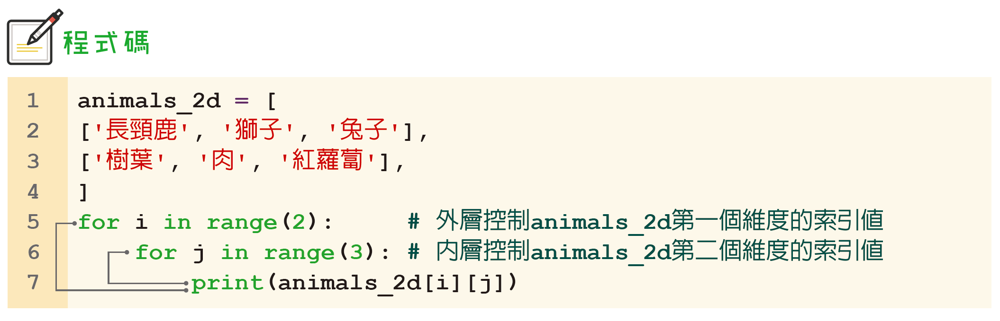 程式碼
1 animals_2d = [
2 ['長頸鹿', '獅子', '兔子'],
3 ['樹葉', '肉', '紅蘿蔔'],
4 ]
5 for i in range(2):     # 外層控制animals_2d第一個維度的索引值
6     for j in range(3): # 內層控制animals_2d第二個維度的索引值
7         print(animals_2d[i][j])